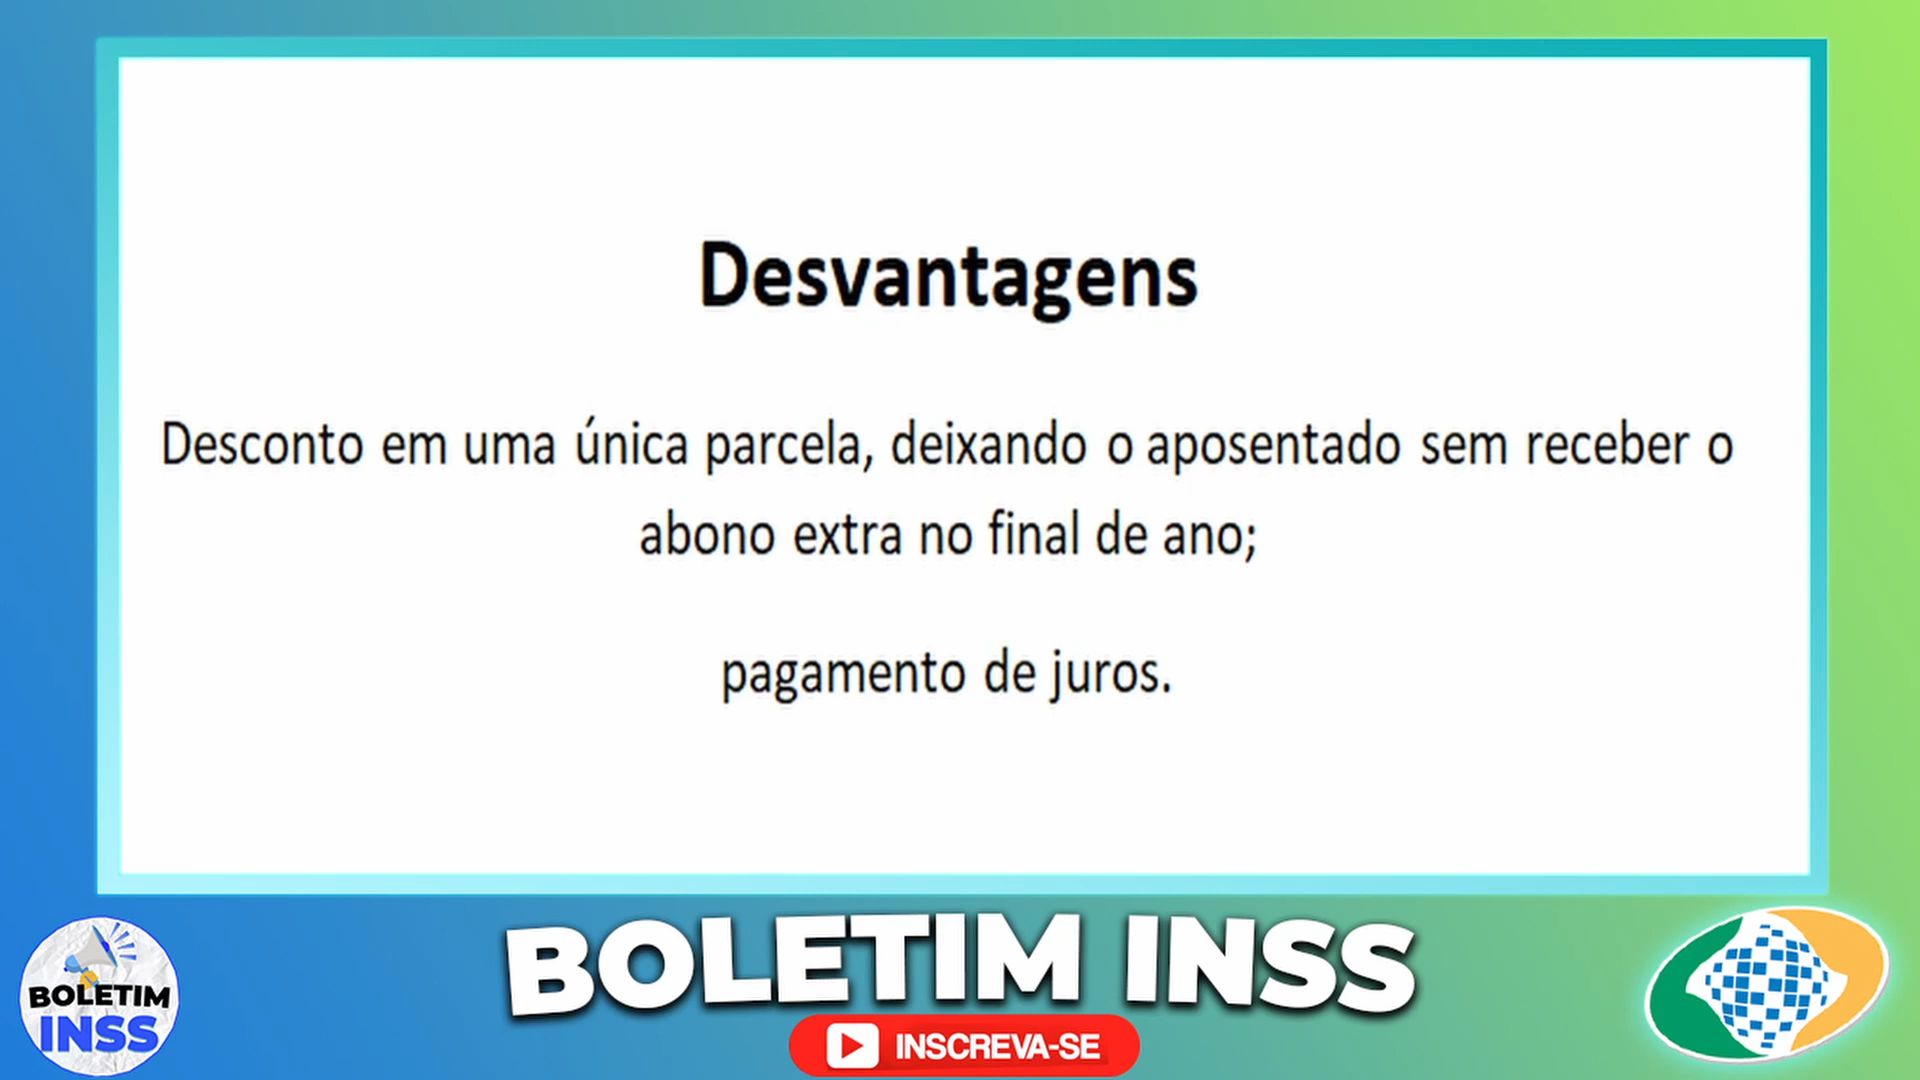 Desvantagens
Desconto em uma única parcela, deixando o aposentado sem receber o
abono extra no final de ano;
pagamento de juros.
BOLETIM INSS
INSCREVA-SE
BOLETIM
INSS